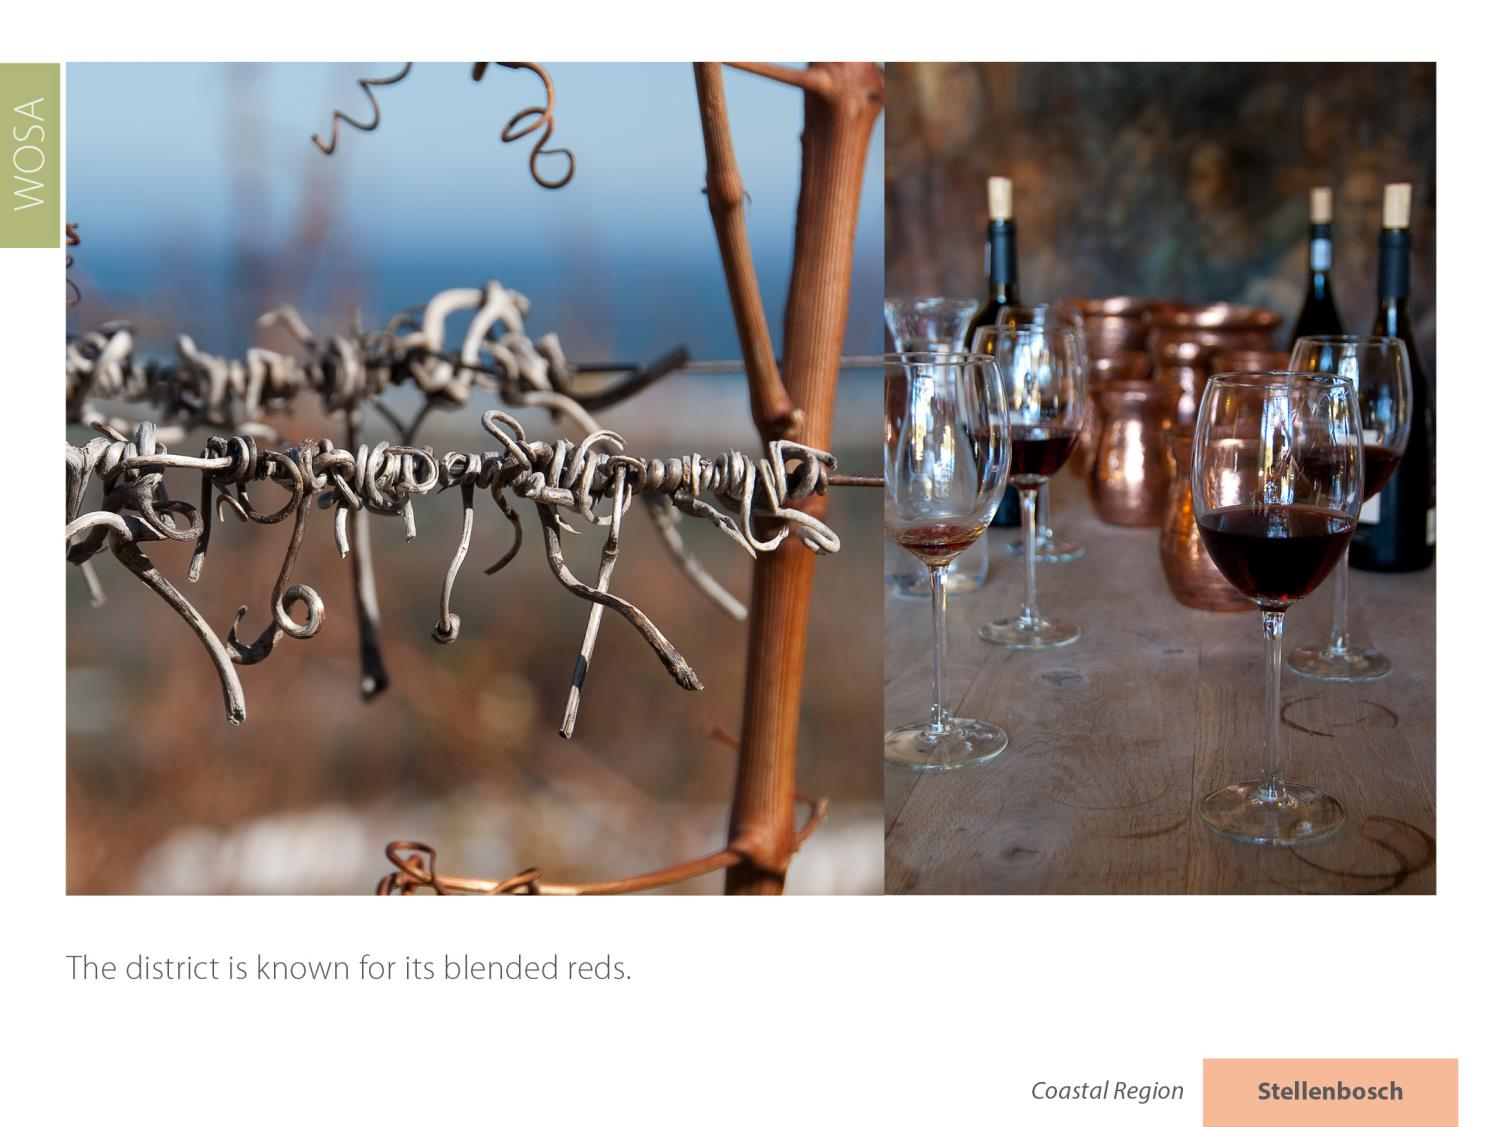 WOSA
The district is known for its blended reds.
Coastal Region
Stellenbosch